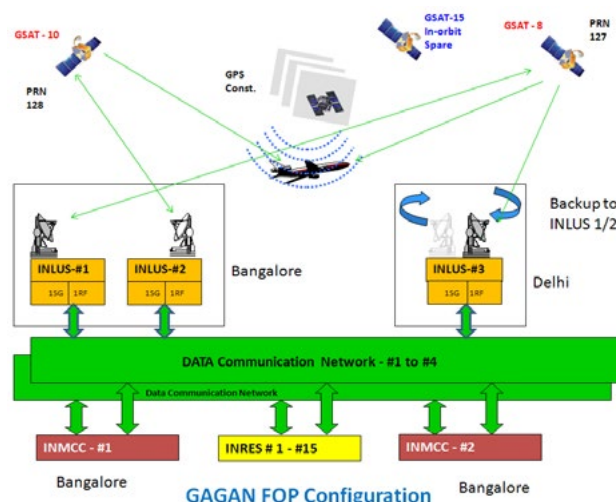 GSAT - 10
GSAT-15
In-orbit
Spare
GSAT - 8
PRN
127
PRN
128
GPS
Const.
Backup to
INLUS 1/2
INLUS-#1
1SG 1RF
INLUS-#2
1SG 1RF
Bangalore
INLUS-#3
1SG 1RF
Delhi
DATA Communication Network - #1 to #4
Data Communication Network
INMCC - #1
INRES # 1 - #15
INMCC - #2
Bangalore
Bangalore
GAGAN FOP Configuration